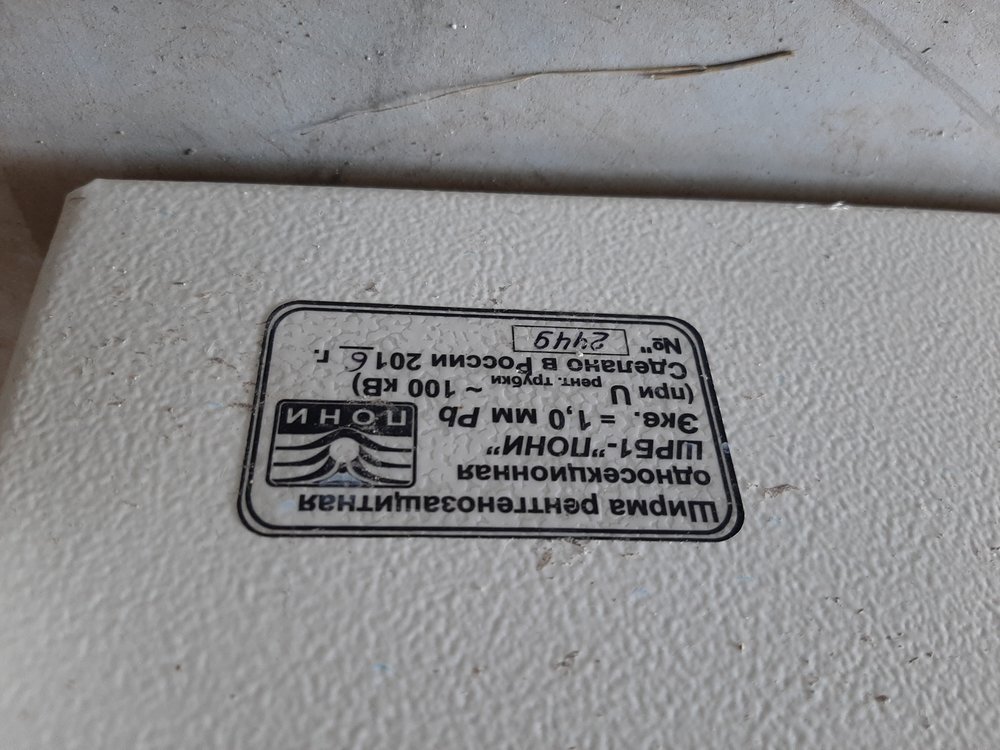 Ширма рентгенозащитная
односекционная
ШРБ1-"ПОНИ"
Экв. = 1,0 мм Pb
(при U рент. трубки ~ 100 кВ)
Сделано в России 2016 г.
№" 2449
ПОНИ